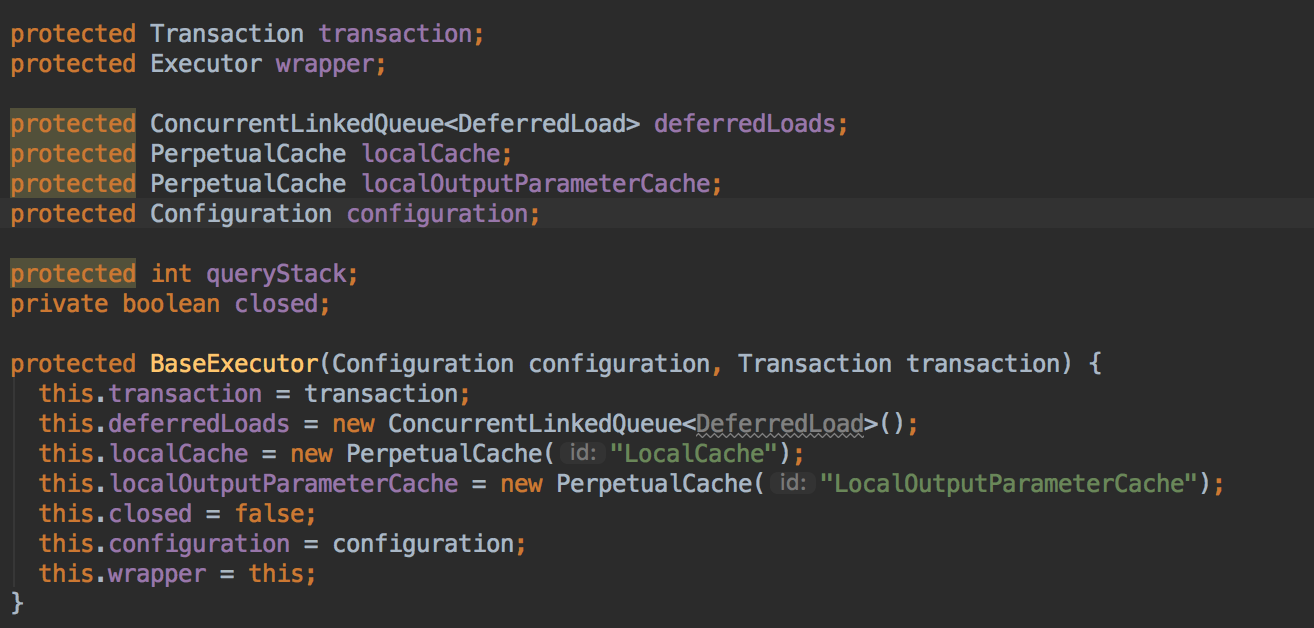 protected Transaction transaction;
protected Executor wrapper;
protected ConcurrentLinkedQueue<DeferredLoad> deferredLoads;
protected PerpetualCache localCache;
protected PerpetualCache localOutputParameterCache;
protected Configuration configuration;
protected int queryStack;
private boolean closed;
protected BaseExecutor(Configuration configuration, Transaction transaction) {
this.transaction = transaction;
this.deferredLoads = new ConcurrentLinkedQueue<DeferredLoad>();
this.localCache = new PerpetualCache( id: "LocalCache");
this.localOutputParameterCache = new PerpetualCache( id: "LocalOutputParameterCache");
this.closed = false;
this.configuration = configuration;
this.wrapper = this;
}